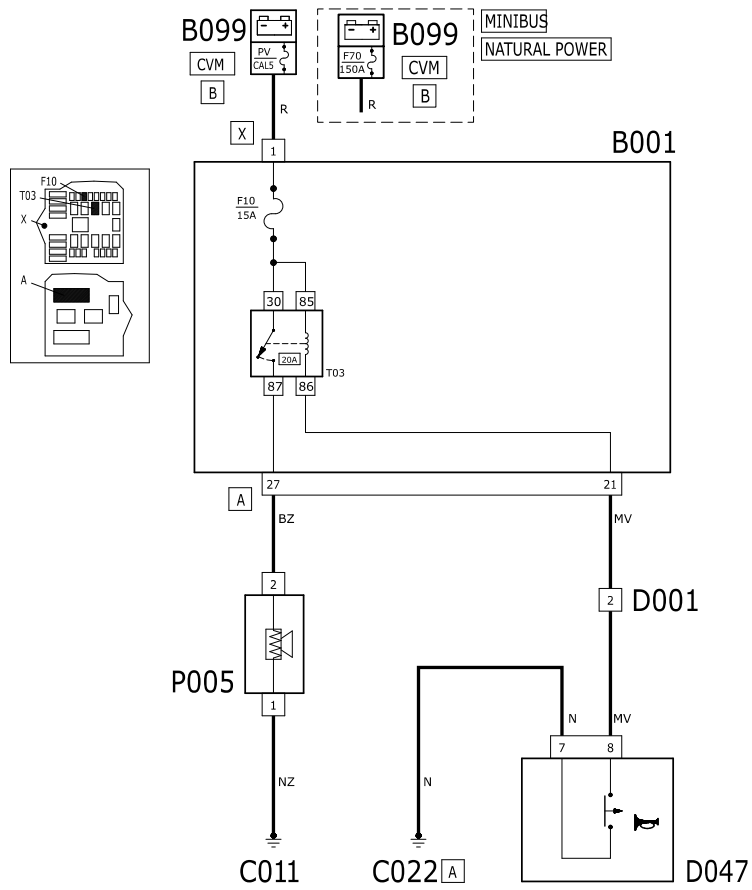 B099
PV
CAL5
CVM
B
R
F70
150A
B099
CVM
B
R
MINIBUS
NATURAL POWER
X
1
B001
F10
T03
X
A
F10
15A
30
85
20A
T03
87
86
27
21
A
BZ
MV
2
2
D001
P005
1
N
MV
7
8
NZ
N
C011
C022
A
D047